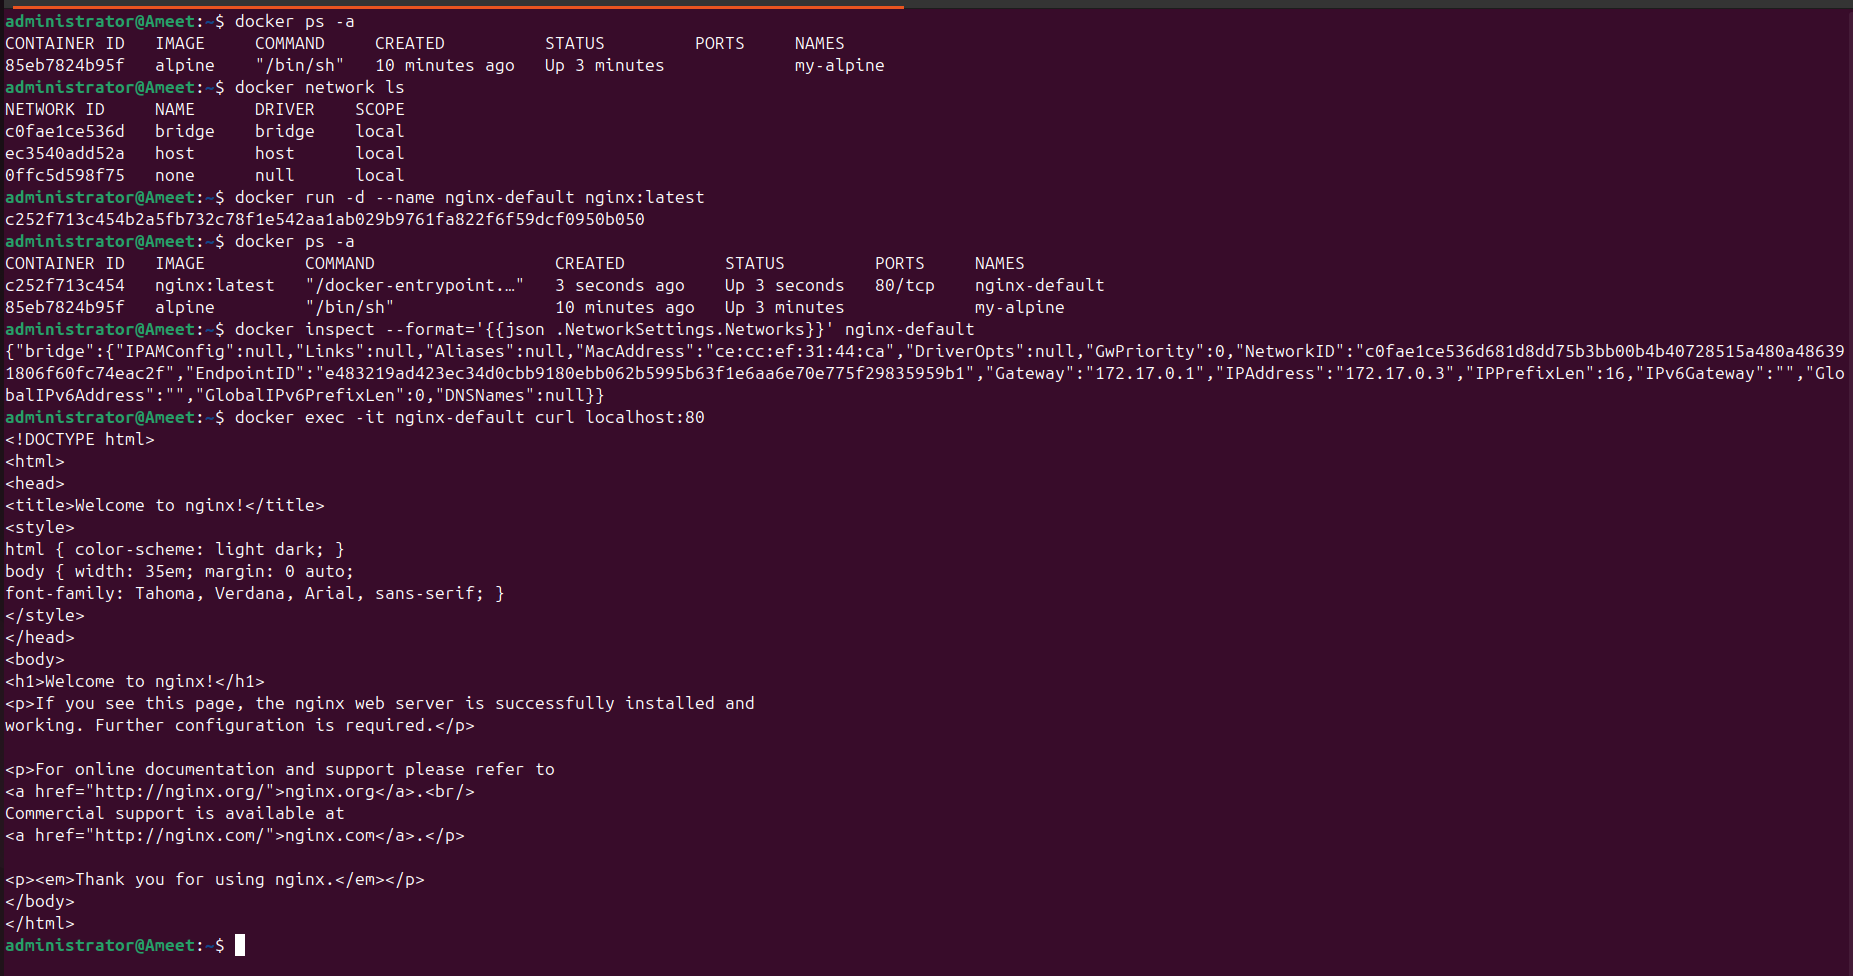 administrator@Ameet:~$ docker ps -a
CONTAINER ID   IMAGE     COMMAND     CREATED          STATUS         PORTS     NAMES
85eb7824b95f   alpine    "/bin/sh"   10 minutes ago   Up 3 minutes             my-alpine
administrator@Ameet:~$ docker network ls
NETWORK ID     NAME      DRIVER    SCOPE
c0fae1ce536d   bridge    bridge    local
ec3540add52a   host      host      local
0ffc5d598f75   none      null      local
administrator@Ameet:~$ docker run -d --name nginx-default nginx:latest
c252f713c454b2a5fb732c78f1e542aa1ab029b9761fa822f6f59dcf0950b050
administrator@Ameet:~$ docker ps -a
CONTAINER ID   IMAGE          COMMAND                  CREATED          STATUS         PORTS     NAMES
c252f713c454   nginx:latest   "/docker-entrypoint.…"   3 seconds ago    Up 3 seconds   80/tcp    nginx-default
85eb7824b95f   alpine         "/bin/sh"                10 minutes ago   Up 3 minutes             my-alpine
administrator@Ameet:~$ docker inspect --format='{{json .NetworkSettings.Networks}}' nginx-default
{"bridge":{"IPAMConfig":null,"Links":null,"Aliases":null,"MacAddress":"ce:cc:ef:31:44:ca","DriverOpts":null,"GwPriority":0,"NetworkID":"c0fae1ce536d681d8dd75b3bb00b4b40728515a480a48639
1806f60fc74eac2f","EndpointID":"e483219ad423ec34d0cbb9180ebb062b5995b63f1e6aa6e70e775f29835959b1","Gateway":"172.17.0.1","IPAddress":"172.17.0.3","IPPrefixLen":16,"IPv6Gateway":"","Glo
balIPv6Address":"","GlobalIPv6PrefixLen":0,"DNSNames":null}}
administrator@Ameet:~$ docker exec -it nginx-default curl localhost:80
<!DOCTYPE html>
<html>
<head>
<title>Welcome to nginx!</title>
<style>
html { color-scheme: light dark; }
body { width: 35em; margin: 0 auto;
font-family: Tahoma, Verdana, Arial, sans-serif; }
</style>
</head>
<body>
<h1>Welcome to nginx!</h1>
<p>If you see this page, the nginx web server is successfully installed and
working. Further configuration is required.</p>

<p>For online documentation and support please refer to
<a href="http://nginx.org/">nginx.org</a>.<br/>
Commercial support is available at
<a href="http://nginx.com/">nginx.com</a>.</p>

<p><em>Thank you for using nginx.</em></p>
</body>
</html>
administrator@Ameet:~$